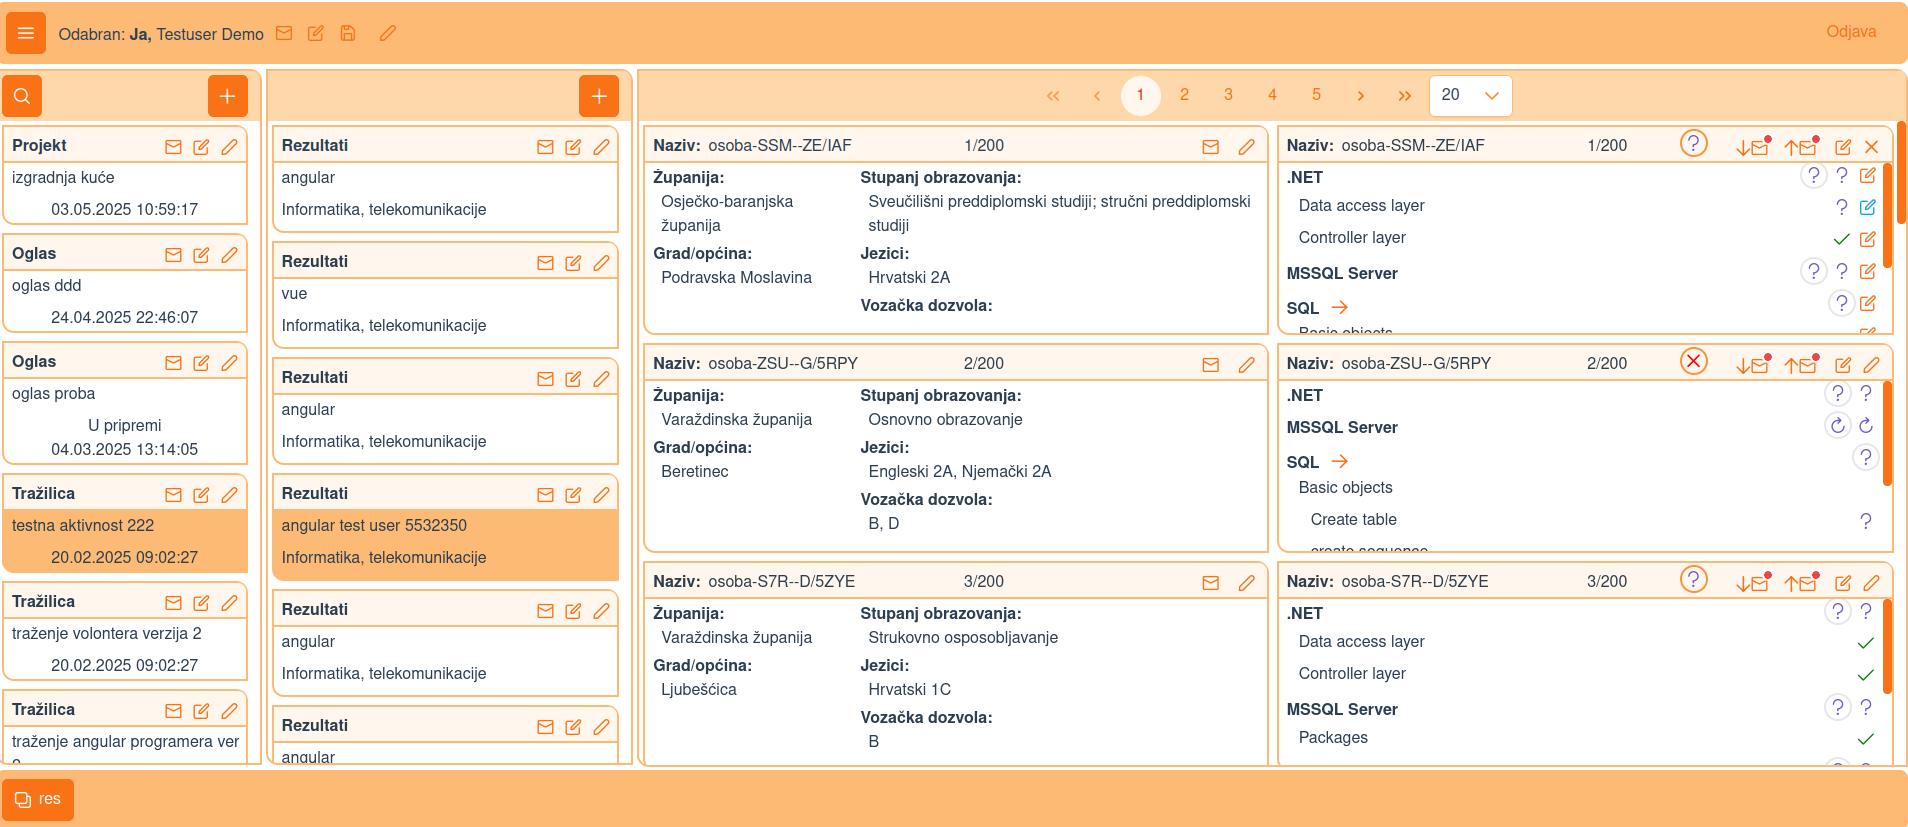 Odabran: Ja, Testuser Demo
Odjava
1 2 3 4 5 20
Projekt
izgradnja kuće
03.05.2025 10:59:17
Oglas
oglas ddd
24.04.2025 22:46:07
Oglas
oglas proba
U pripremi
04.03.2025 13:14:05
Tražilica
testna aktivnost 222
20.02.2025 09:02:27
Tražilica
traženje volontera verzija 2
20.02.2025 09:02:27
Tražilica
traženje angular programera ver
Rezultati
angular
Informatika, telekomunikacije
Rezultati
vue
Informatika, telekomunikacije
Rezultati
angular
Informatika, telekomunikacije
Rezultati
angular test user 5532350
Informatika, telekomunikacije
Rezultati
angular
Informatika, telekomunikacije
Rezultati
angular
Naziv: osoba-SSM--ZE/IAF 1/200
Županija:
Osječko-baranjska
županija
Grad/općina:
Podravska Moslavina
Stupanj obrazovanja:
Sveučilišni preddiplomski studiji; stručni preddiplomski
studiji
Jezici:
Hrvatski 2A
Vozačka dozvola:
Naziv: osoba-SSM--ZE/IAF 1/200 ?
.NET ? ?
Data access layer ?
Controller layer
MSSQL Server ? ?
SQL ?
Basic objects
Naziv: osoba-ZSU--G/5RPY 2/200
Županija:
Varaždinska županija
Grad/općina:
Beretinec
Stupanj obrazovanja:
Osnovno obrazovanje
Jezici:
Engleski 2A, Njemački 2A
Vozačka dozvola:
B, D
Naziv: osoba-ZSU--G/5RPY 2/200
.NET ? ?
MSSQL Server
SQL ?
Basic objects
Create table ?
create sequence
Naziv: osoba-S7R--D/5ZYE 3/200
Županija:
Varaždinska županija
Grad/općina:
Ljubešćica
Stupanj obrazovanja:
Strukovno osposobljavanje
Jezici:
Hrvatski 1C
Vozačka dozvola:
B
Naziv: osoba-S7R--D/5ZYE 3/200 ?
.NET ? ?
Data access layer
Controller layer
MSSQL Server ? ?
Packages
res